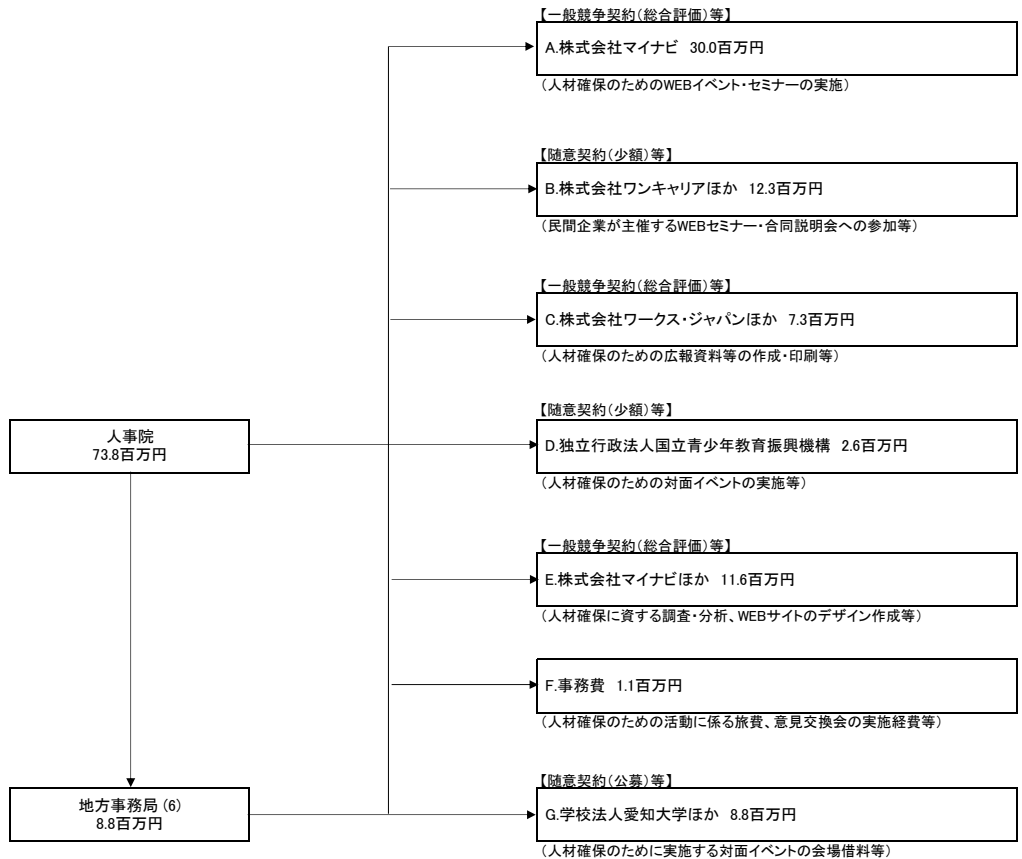 【一般競争契約(総合評価)等】
A.株式会社マイナビ 30.0百万円
(人材確保のためのWEBイベント・セミナーの実施)
【随意契約(少額)等】
B.株式会社ワンキャリアほか 12.3百万円
(民間企業が主催するWEBセミナー・合同説明会への参加等)
【一般競争契約(総合評価)等】
C.株式会社ワークス・ジャパンほか 7.3百万円
(人材確保のための広報資料等の作成・印刷等)
人事院
73.8百万円
【随意契約(少額)等】
D.独立行政法人国立青少年教育振興機構 2.6百万円
(人材確保のための対面イベントの実施等)
【一般競争契約(総合評価)等】
E.株式会社マイナビほか 11.6百万円
(人材確保に資する調査・分析、WEBサイトのデザイン作成等)
F.事務費 1.1百万円
(人材確保のための活動に係る旅費、意見交換会の実施経費等)
地方事務局(6)
8.8百万円
【随意契約(公募)等】
G.学校法人愛知大学ほか 8.8百万円
(人材確保のために実施する対面イベントの会場借料等)